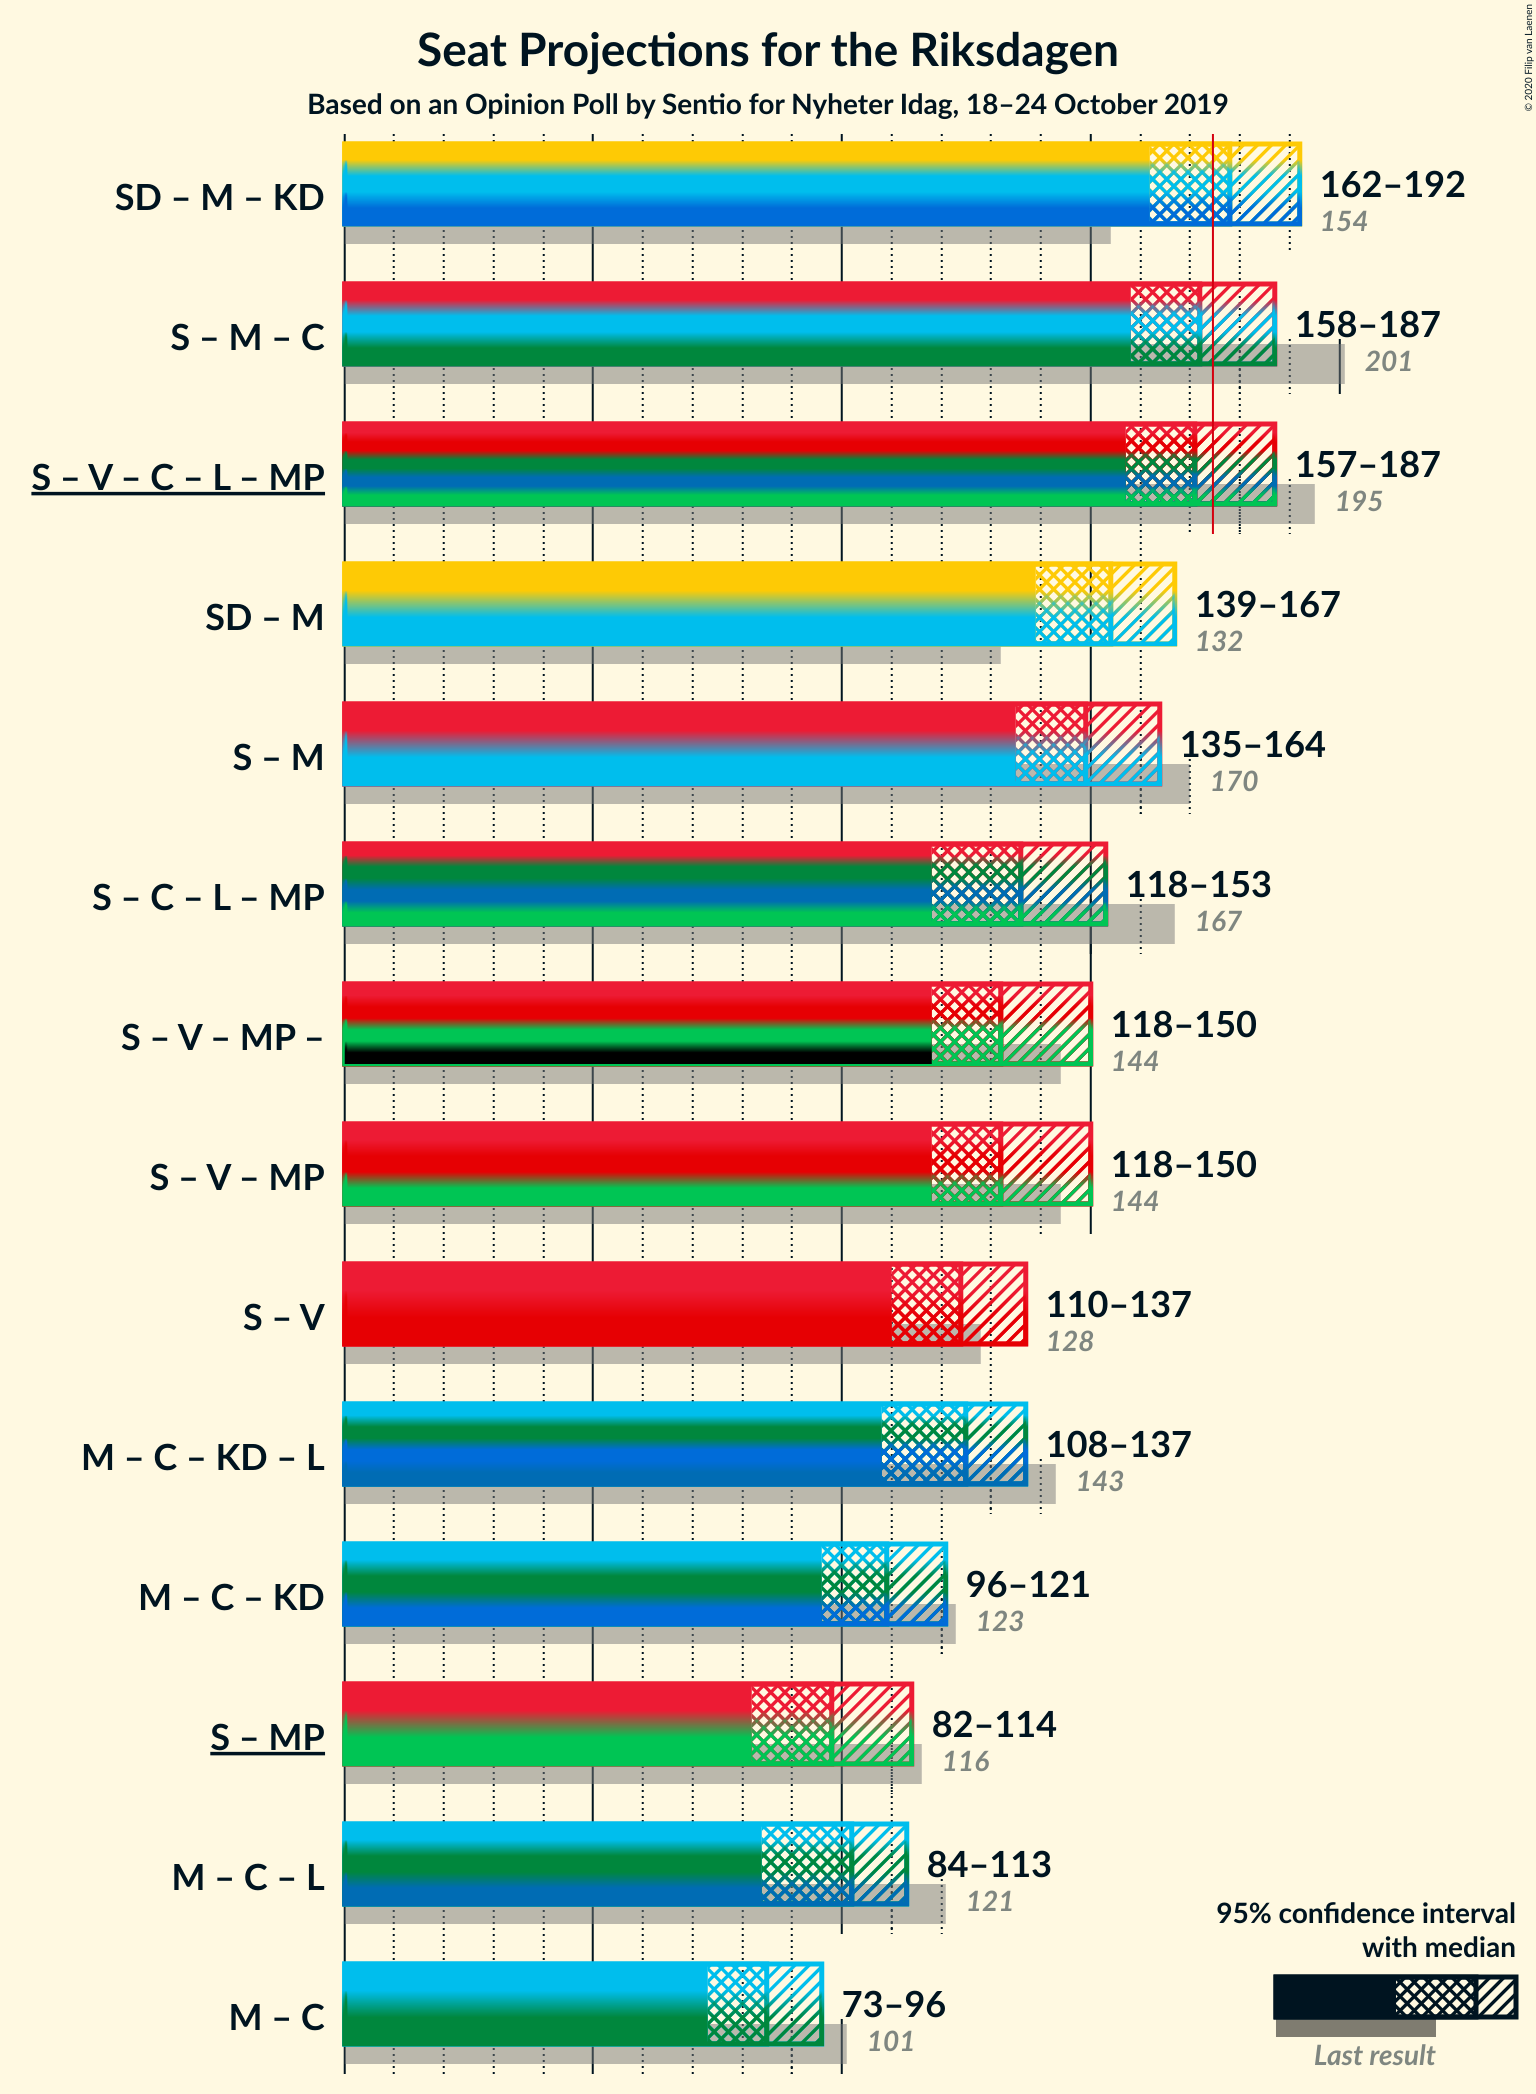 Seat Projections for the Riksdagen
Based on an Opinion Poll by Sentio for Nyheter Idag, 18–24 October 2019
© 2020 Filip van Laenen
SD – M – KD
162–192
154
S – M – C
158–187
201
S – V – C – L – MP
157–187
195
SD – M
139–167
132
S – M
135–164
170
S – C – L – MP
118–153
167
S – V – MP –
118–150
144
S – V – MP
118–150
144
S – V
110–137
128
M – C – KD – L
108–137
143
M – C – KD
96–121
123
S – MP
82–114
116
M – C – L
84–113
121
M – C
73–96
101
95% confidence interval
with median
Last result